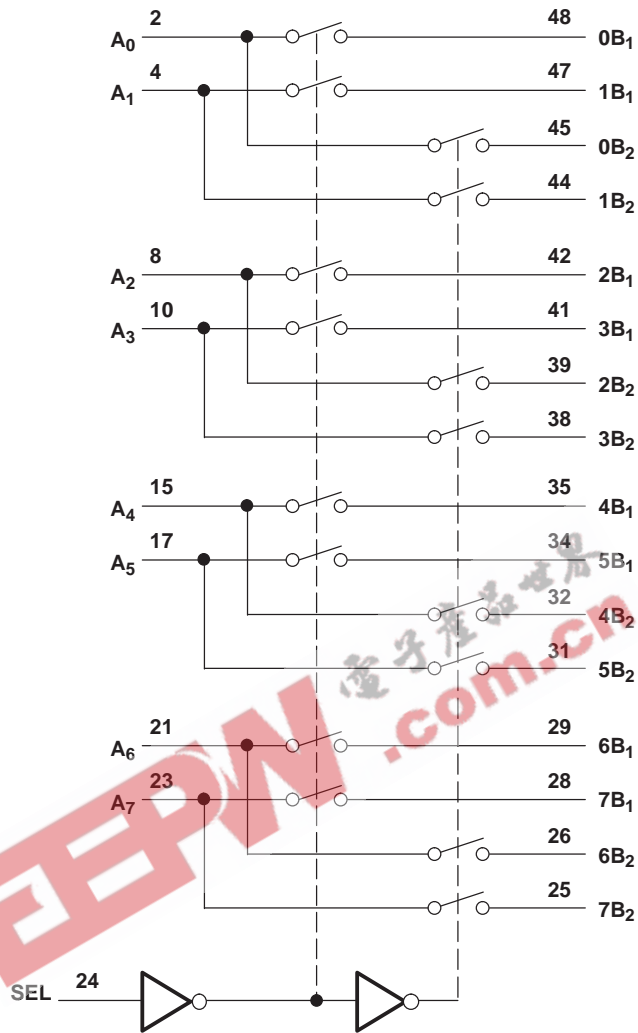 A0 2 48 0B1
A1 4 47 1B1
45 0B2
44 1B2
A2 8 42 2B1
A3 10 41 3B1
39 2B2
38 3B2
A4 15 35 4B1
A5 17 34 5B1
32 4B2
31 5B2
A6 21 29 6B1
A7 23 28 7B1
26 6B2
25 7B2
SEL 24
EEPW .com.cn
電子產品世界